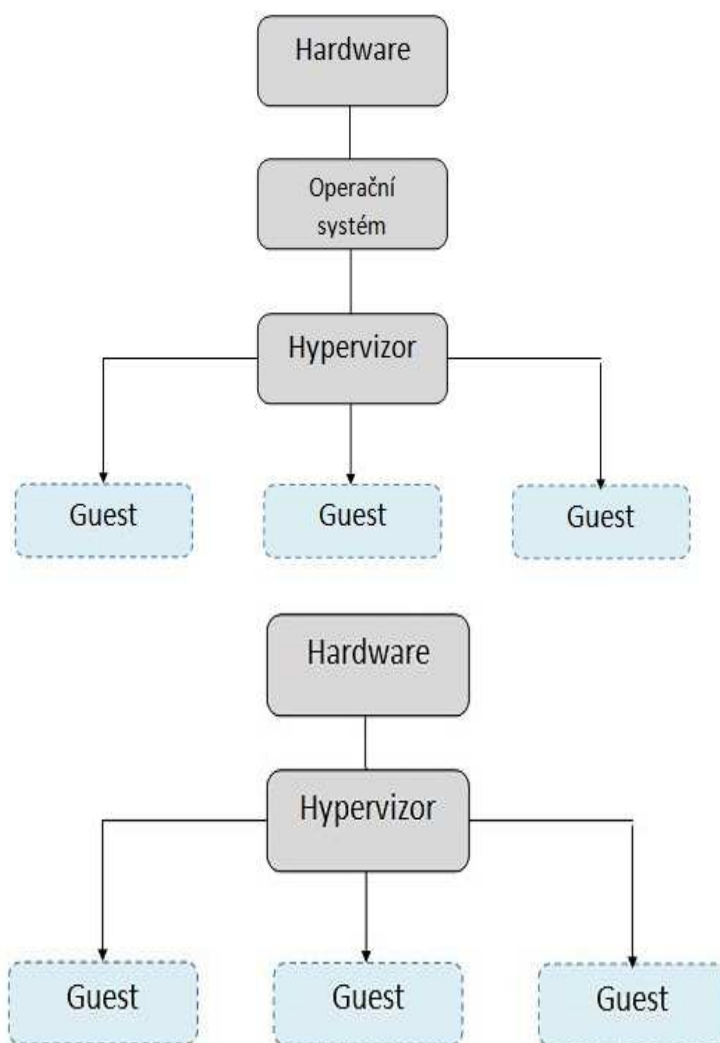 Hardware
Operační
systém
Hypervizor
Guest
Guest
Guest
Hardware
Hypervizor
Guest
Guest
Guest